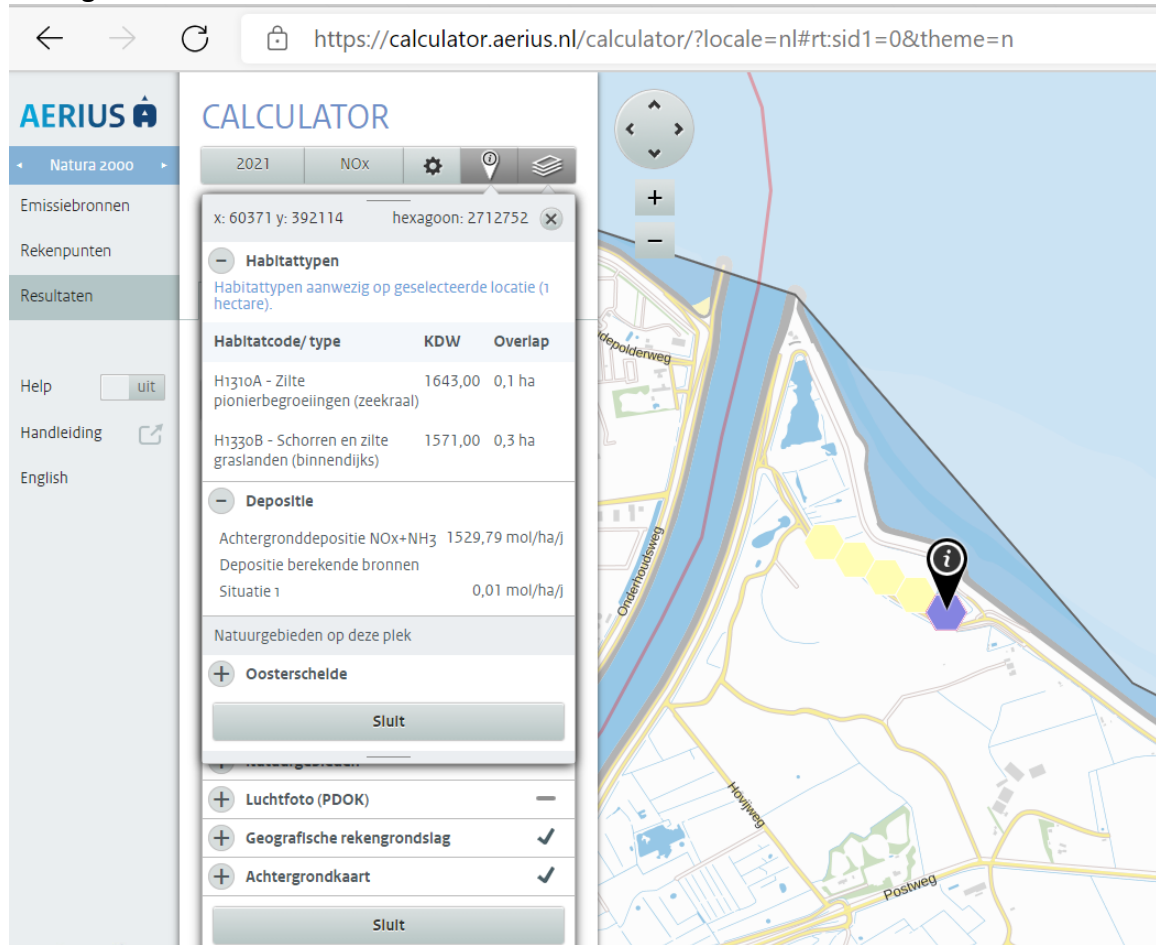 https://calculator.aerius.nl/calculator/?locale=nl#rt:sid1=0&theme=n
AERIUS
Natura 2000
Emissiebronnen
Rekenpunten
Resultaten
Help uit
Handleiding
English
CALCULATOR
2021 NOx
x: 60371 y: 392114 hexagoon: 2712752
Habitattypen
Habitattypen aanwezig op geselecteerde locatie (1
hectare).
Habitatcode/ type KDW Overlap
H1310A - Zilte 1643,00 0,1 ha
pionierbegroeiingen (zeekraal)
H1330B - Schorren en zilte 1571,00 0,3 ha
graslanden (binnendijks)
Depositie
Achtergronddepositie NOx+NH3 1529,79 mol/ha/j
Depositie berekende bronnen
Situatie 1 0,01 mol/ha/j
Natuurgebieden op deze plek
Oosterschelde
Sluit
Natuurgebieden
Luchtfoto (PDOK)
Geografische rekengrondslag
Achtergrondkaart
Sluit
Onderhoudsweg
Hovijweg
Postweg